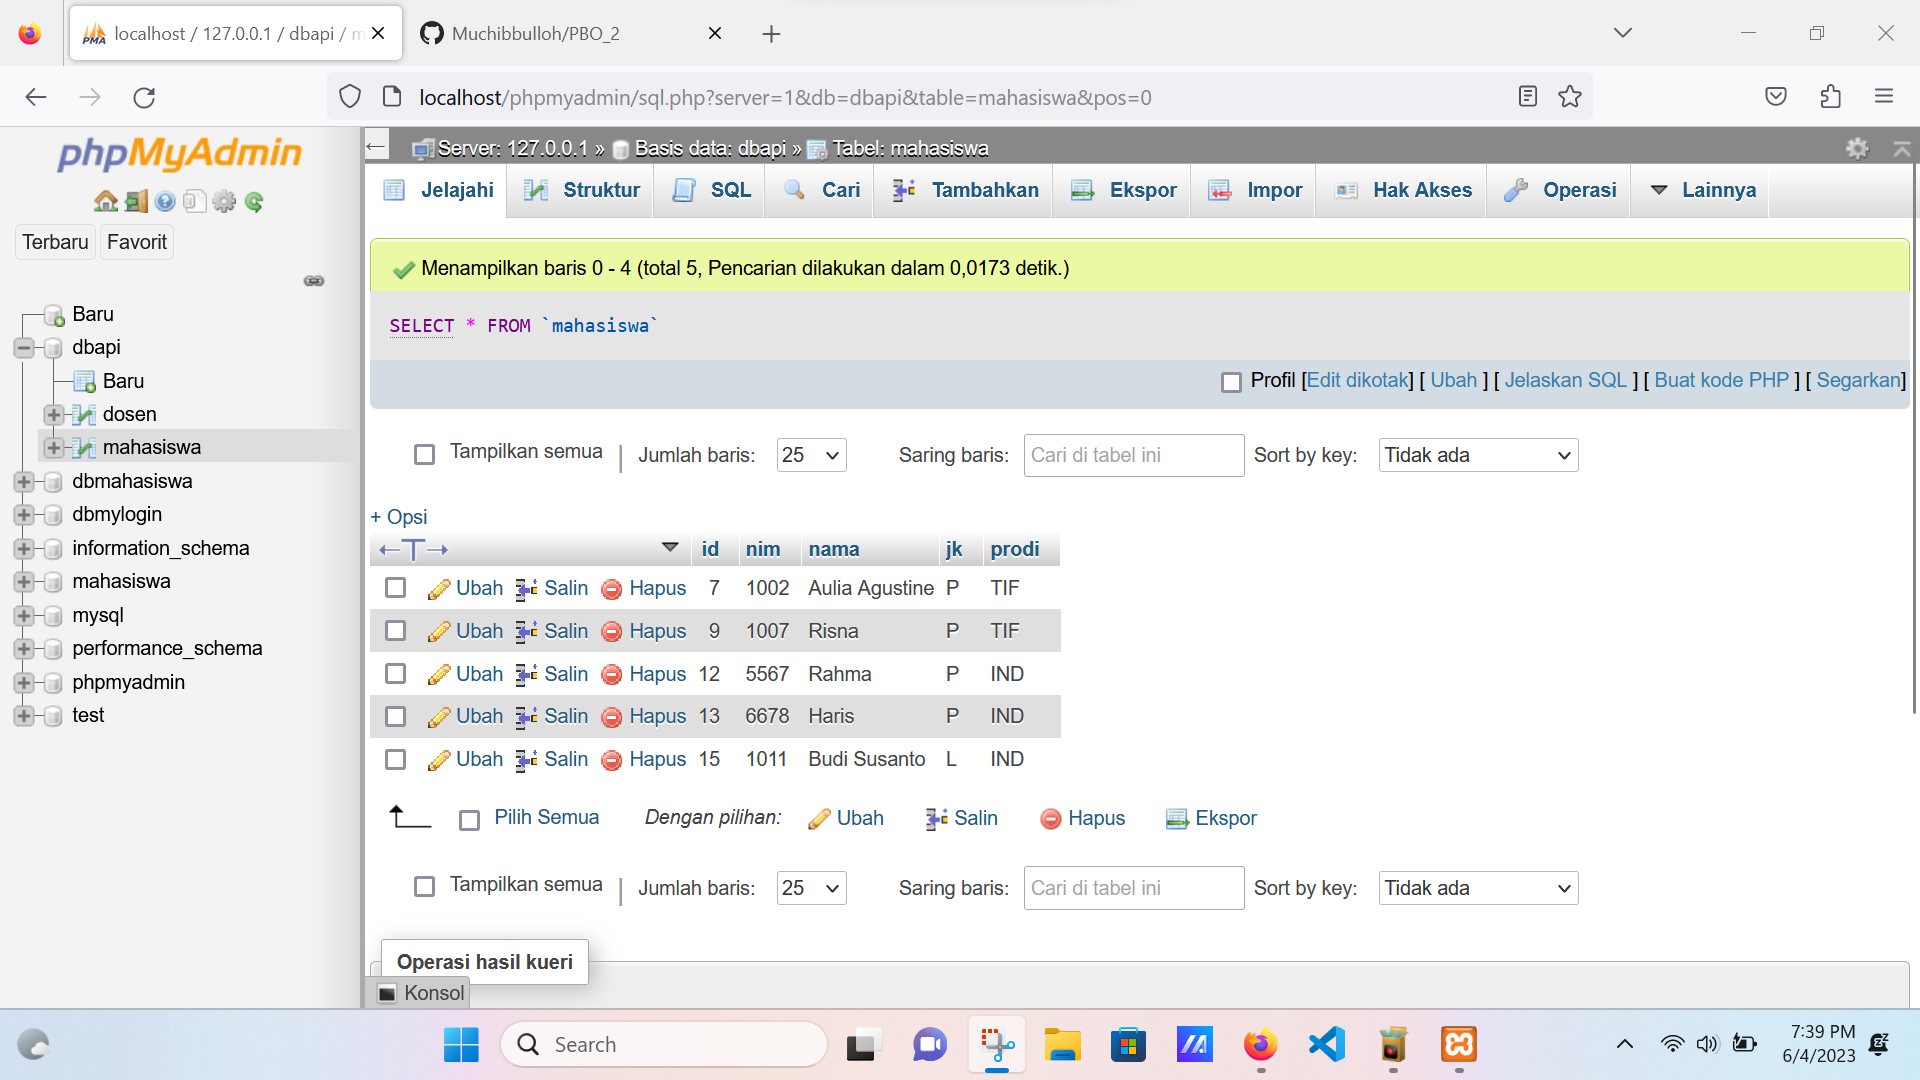 localhost / 127.0.0.1 / dbapi / m
Muchibbulloh/PBO_2
localhost/phpmyadmin/sql.php?server=1&db=dbapi&table=mahasiswa&pos=0
phpMyAdmin
Terbaru Favorit
Baru
dbapi
Baru
dosen
mahasiswa
dbmahasiswa
dbmylogin
information_schema
mahasiswa
mysql
performance_schema
phpmyadmin
test
Server: 127.0.0.1 » Basis data: dbapi » Tabel: mahasiswa
Jelajahi Struktur SQL Cari Tambahkan Ekspor Impor Hak Akses Operasi Lainnya
Menampilkan baris 0 - 4 (total 5, Pencarian dilakukan dalam 0,0173 detik.)
SELECT * FROM `mahasiswa`
Profil [Edit dikotak] [ Ubah ] [ Jelaskan SQL ] [ Buat kode PHP ] [ Segarkan]
Tampilkan semua | Jumlah baris: 25 Saring baris: Cari di tabel ini Sort by key: Tidak ada
+ Opsi
←T→ id nim nama jk prodi
Ubah Salin Hapus 7 1002 Aulia Agustine P TIF
Ubah Salin Hapus 9 1007 Risna P TIF
Ubah Salin Hapus 12 5567 Rahma P IND
Ubah Salin Hapus 13 6678 Haris P IND
Ubah Salin Hapus 15 1011 Budi Susanto L IND
Pilih Semua Dengan pilihan: Ubah Salin Hapus Ekspor
Tampilkan semua | Jumlah baris: 25 Saring baris: Cari di tabel ini Sort by key: Tidak ada
Operasi hasil kueri
Konsol
Search
7:39 PM
6/4/2023